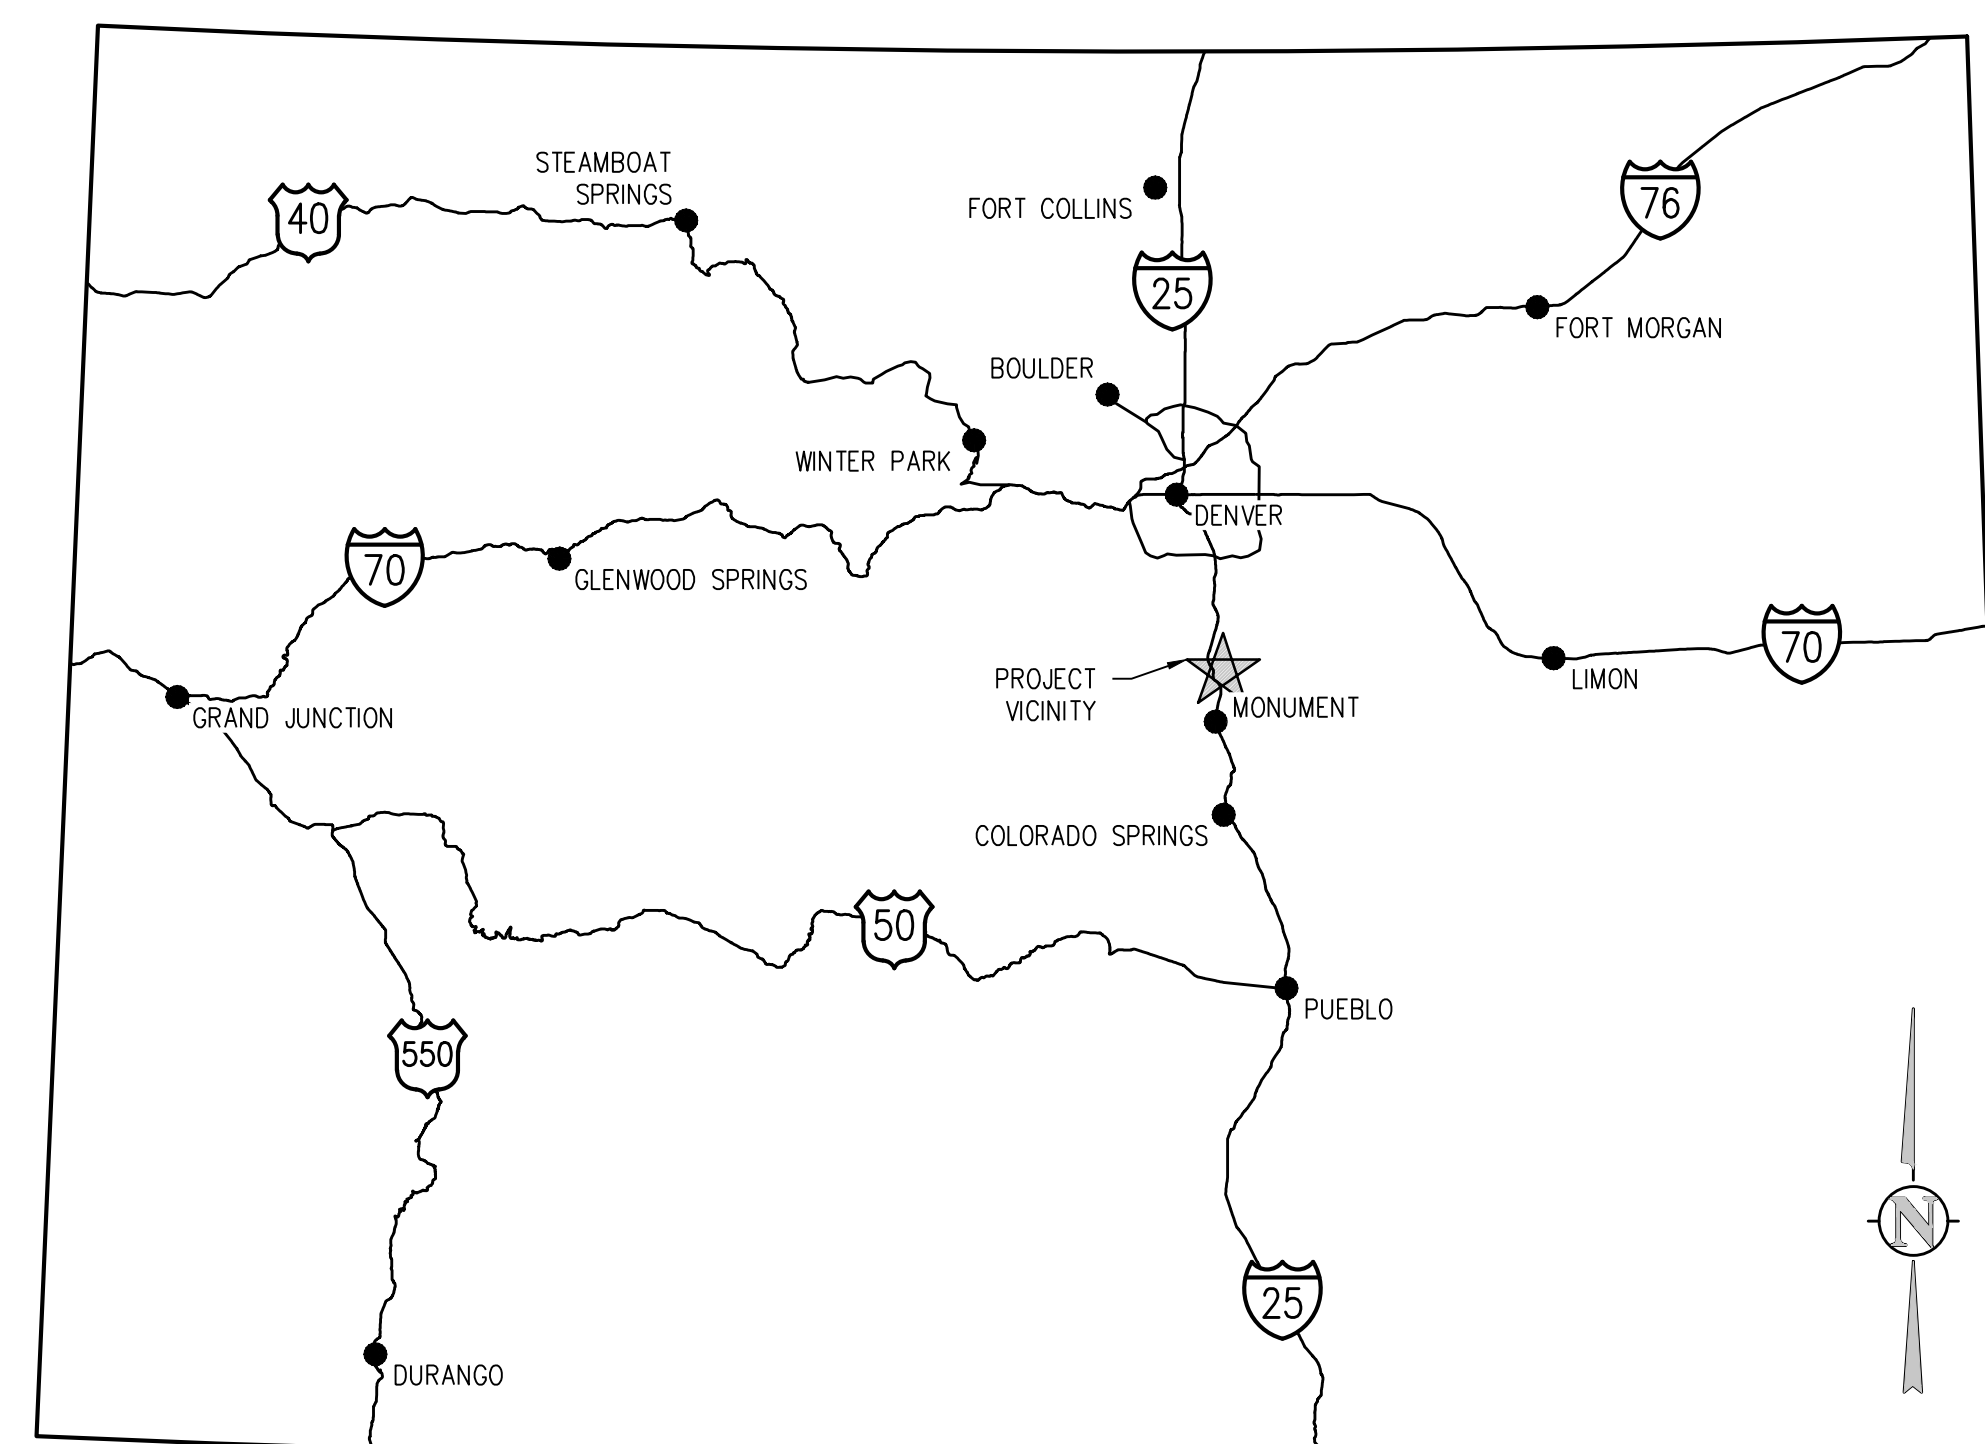 STEAMBOAT
SPRINGS
40
FORT COLLINS
76
25
FORT MORGAN
BOULDER
WINTER PARK
DENVER
70
GLENWOOD SPRINGS
70
PROJECT
VICINITY
LIMON
MONUMENT
GRAND JUNCTION
COLORADO SPRINGS
50
PUEBLO
550
N
25
DURANGO